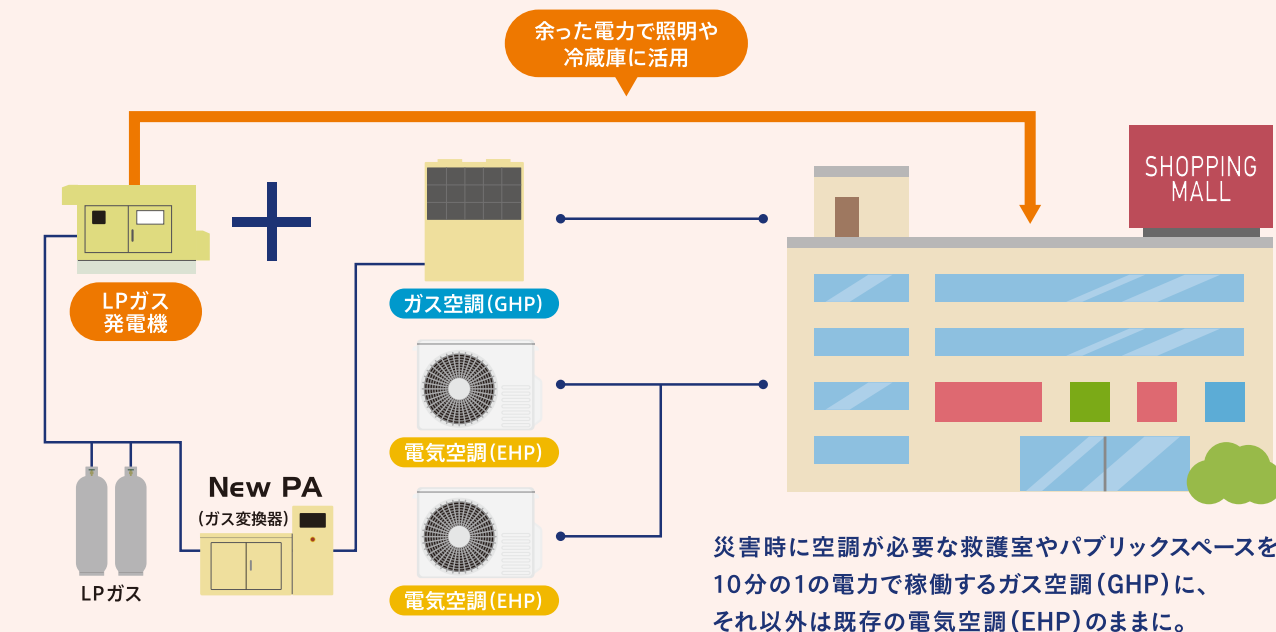 余った電力で照明や
冷蔵庫に活用
SHOPPING
MALL
LPガス
発電機
ガス空調(GHP)
電気空調(EHP)
New PA
(ガス変換器)
LPガス
電気空調(EHP)
災害時に空調が必要な救護室やパブリックスペースを
10分の1の電力で稼働するガス空調(GHP)に、
それ以外は既存の電気空調(EHP)のままに。